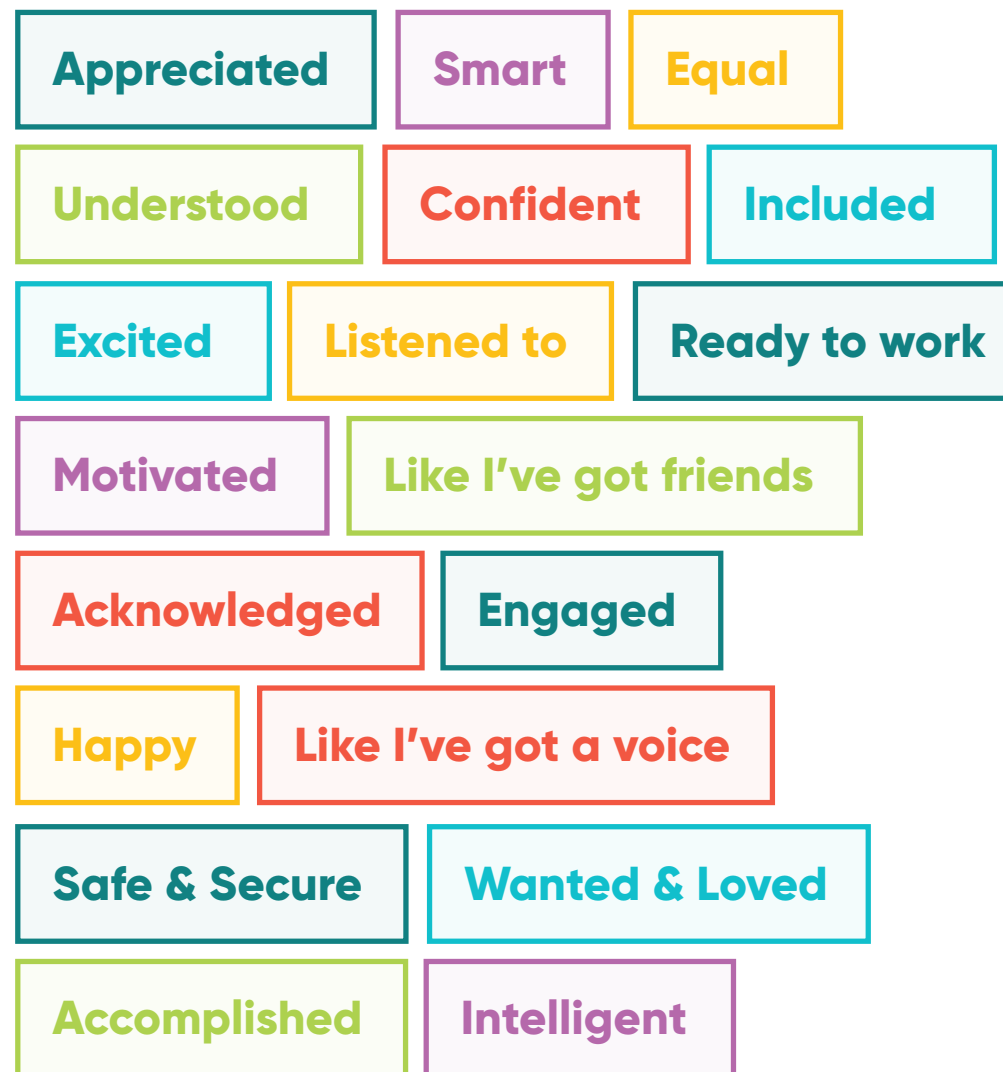 Appreciated Smart Equal
Understood Confident Included
Excited Listened to Ready to work
Motivated Like I’ve got friends
Acknowledged Engaged
Happy Like I’ve got a voice
Safe & Secure Wanted & Loved
Accomplished Intelligent